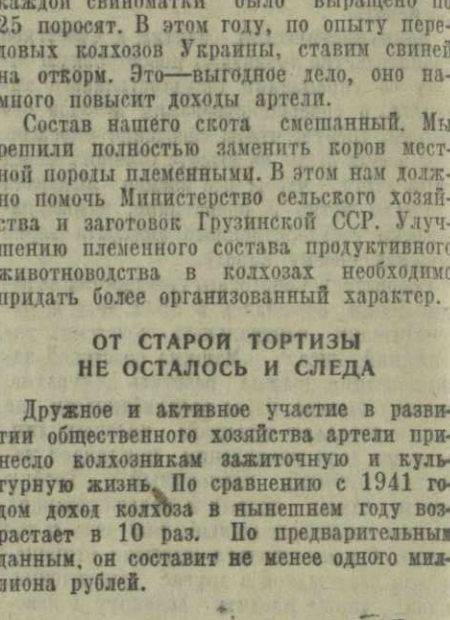 каждой свиноматки было выращено по
25 поросят. В этом году, по опыту пере-
довых колхозов Украины, ставим свиней
на откорм. Это—выгодное дело, оно на-
много повысит доходы артели.
Состав нашего скота смешанный. Мы
решили полностью заменить коров мест-
ной породы племенными. В этом нам долж-
но помочь Министерство сельского хозяй-
ства и заготовок Грузинской ССР. Улуч-
шению племенного состава продуктивного
животноводства в колхозах необходимо
придать более организованный характер.
ОТ СТАРОЙ ТОРТИЗЫ
НЕ ОСТАЛОСЬ И СЛЕДА
Дружное и активное участие в разви-
тии общественного хозяйства артели при-
несло колхозникам зажиточную и куль-
турную жизнь. По сравнению с 1941 го-
дом доход колхоза в нынешнем году воз-
растает в 10 раз. По предварительным
данным, он составит не менее одного мил-
лиона рублей.